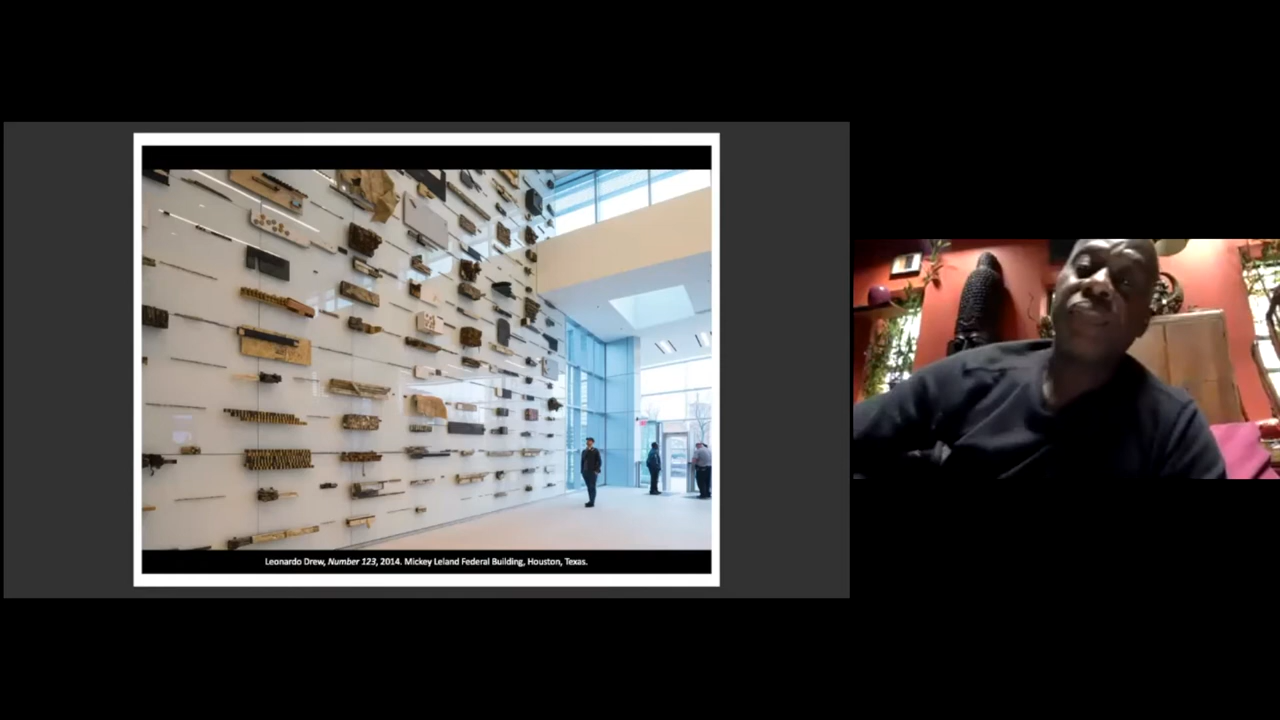 Leonardo Drew, Number 123, 2014. Mickey Leland Federal Building, Houston, Texas.